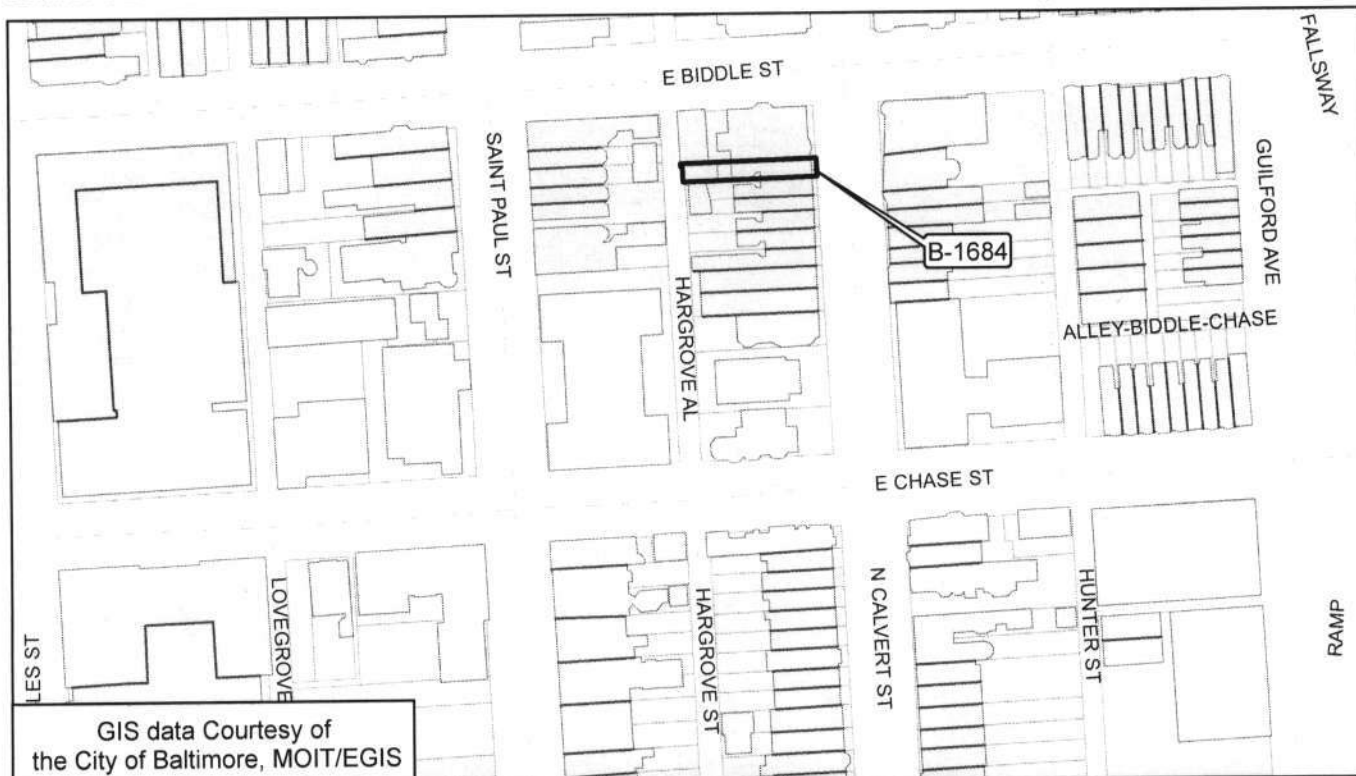 E BIDDLE ST
FALLSWAY
SAINT PAUL ST
GUILFORD AVE
B-1684
HARGROVE AL
ALLEY-BIDDLE-CHASE
E CHASE ST
LES ST
LOVEGROVE
HARGROVE ST
N CALVERT ST
HUNTER ST
RAMP
GIS data Courtesy of
the City of Baltimore, MOIT/EGIS